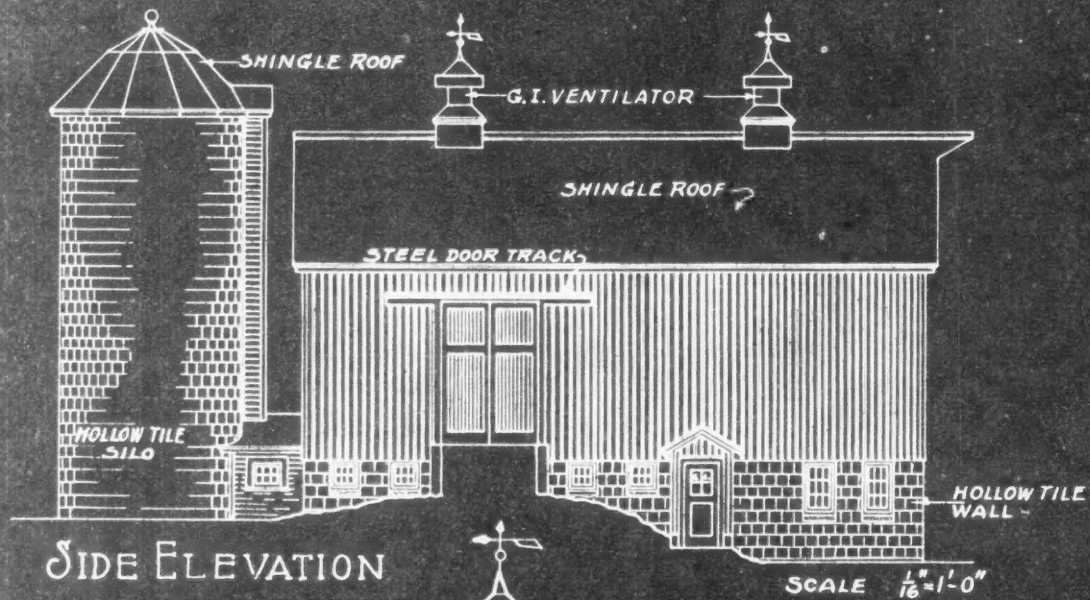 SHINGLE ROOF
G.I. VENTILATOR
SHINGLE ROOF
STEEL DOOR TRACK
HOLLOW TILE
SILO
HOLLOW TILE
WALL
SIDE ELEVATION
SCALE 1/16"=1'-0"